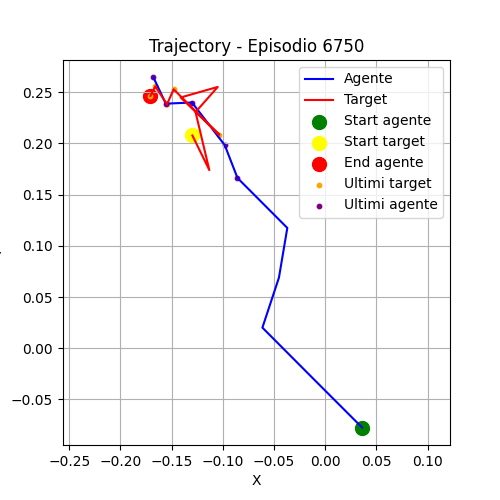 Trajectory - Episodio 6750
Agente
Target
Start agente
Start target
End agente
Ultimi target
Ultimi agente
0.25
0.20
0.15
0.10
0.05
0.00
−0.05
−0.25
−0.20
−0.15
−0.10
−0.05
0.00
0.05
0.10
X